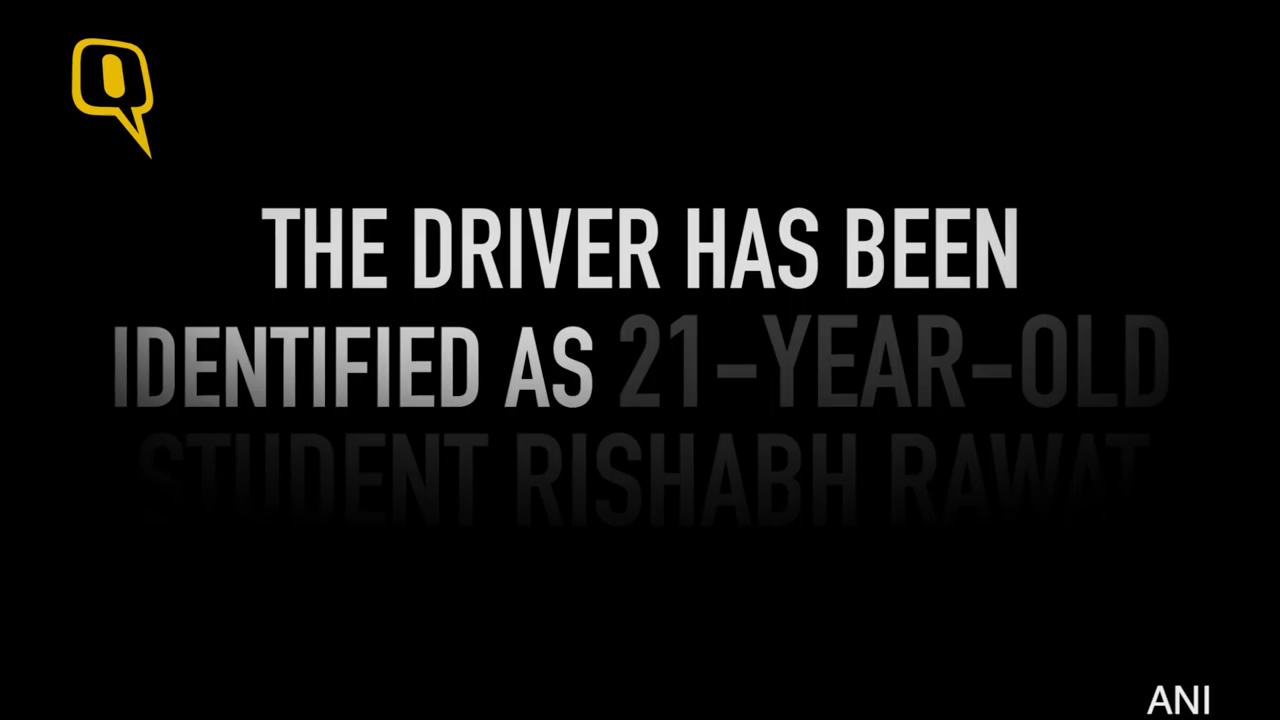 THE DRIVER HAS BEEN
IDENTIFIED AS 21-YEAR-OLD
STUDENT RISHABH RAWAT
ANI